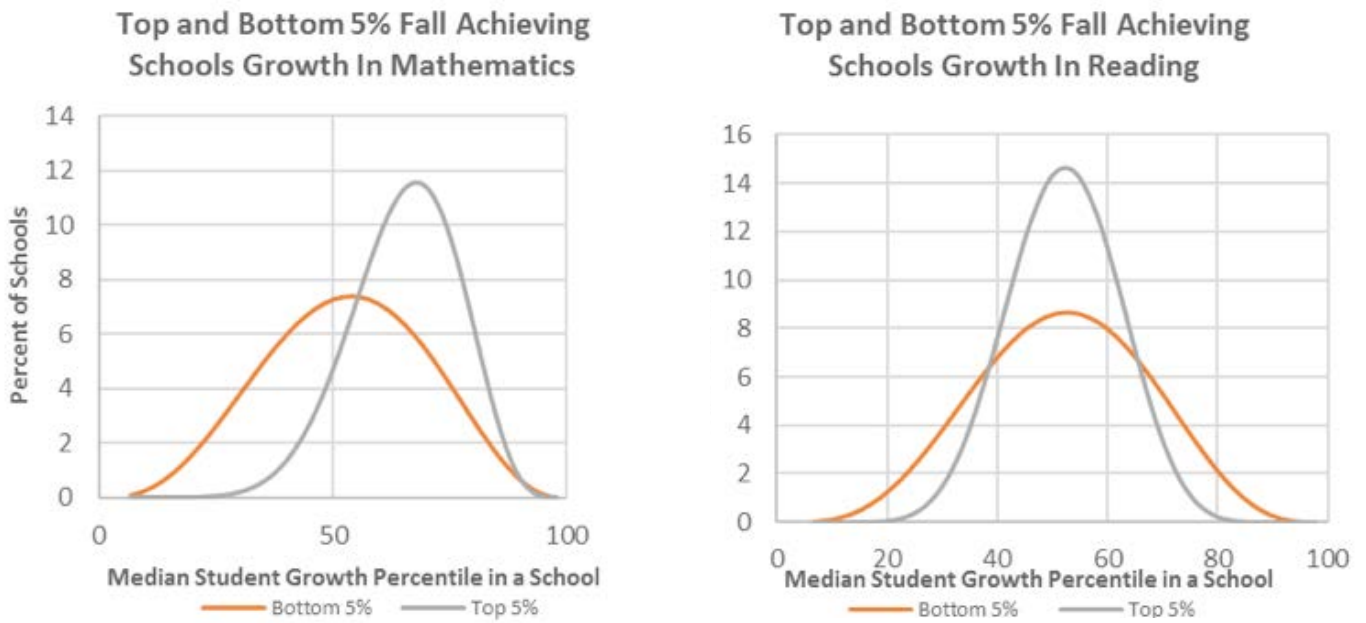 Top and Bottom 5% Fall Achieving
Schools Growth In Mathematics
14
12
10
8
6
4
2
0
Percent of Schools
0
50
100
Median Student Growth Percentile in a School
Bottom 5%
Top 5%
Top and Bottom 5% Fall Achieving
Schools Growth In Reading
16
14
12
10
8
6
4
2
0
0
20
40
60
80
100
Median Student Growth Percentile in a School
Bottom 5%
Top 5%